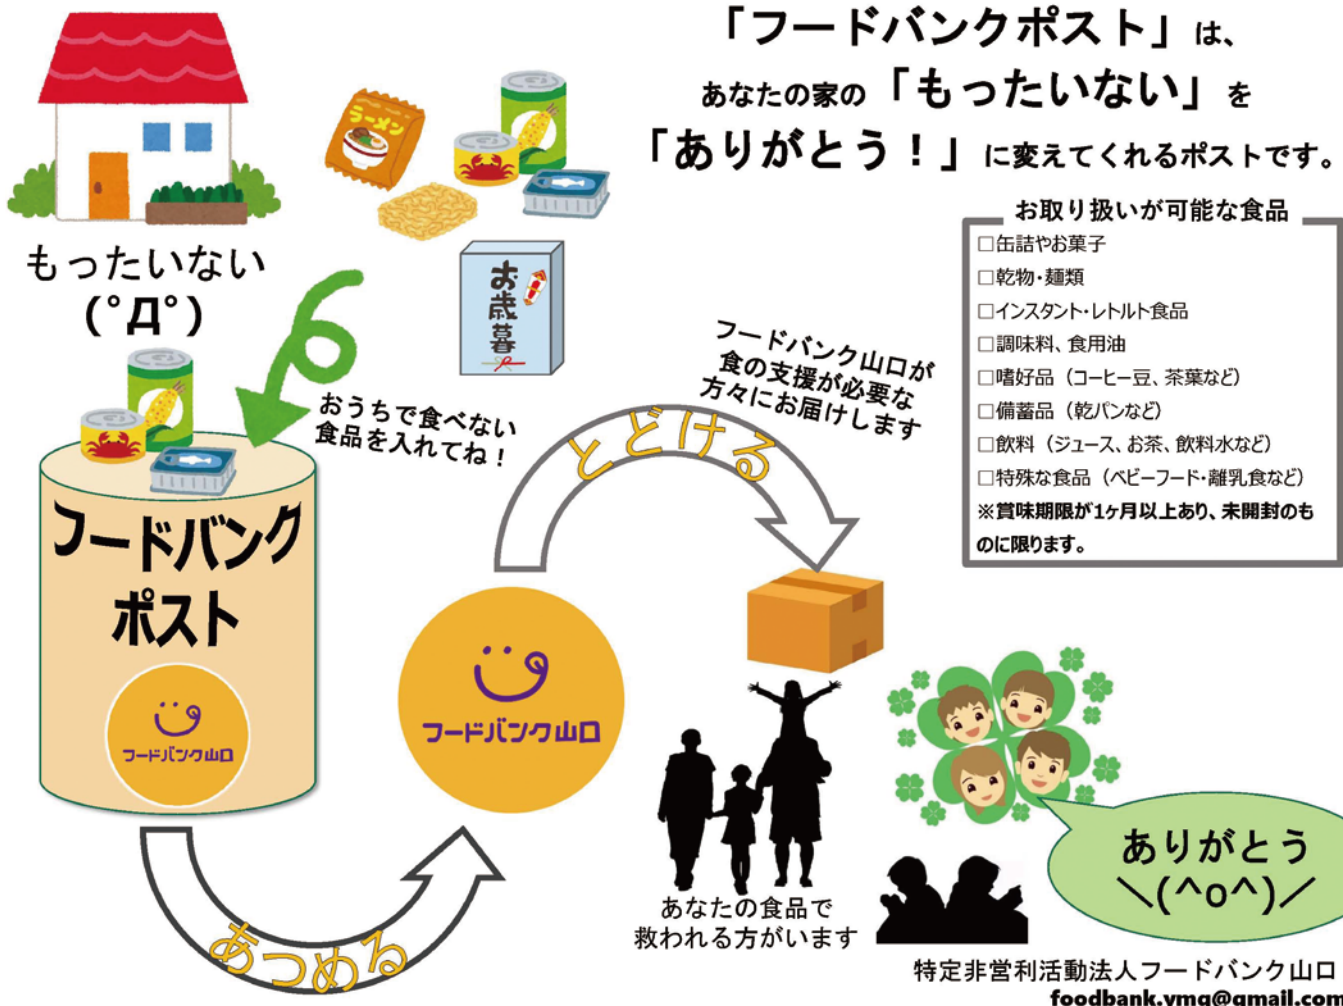 「フードバンクポスト」は、
あなたの家の「もったいない」を
「ありがとう！」に変えてくれるポストです。
ラーメン
お歳暮
もったいない
(°Д°)
おうちで食べない
食品を入れてね！
フードバンク
ポスト
フードバンク山口
あつめる
フードバンク山口
とどける
フードバンク山口が
食の支援が必要な
方々にお届けします
お取り扱いが可能な食品
□缶詰やお菓子
□乾物・麺類
□インスタント・レトルト食品
□調味料、食用油
□嗜好品（コーヒー豆、茶葉など）
□備蓄品（乾パンなど）
□飲料（ジュース、お茶、飲料水など）
□特殊な食品（ベビーフード・離乳食など）
※賞味期限が1ヶ月以上あり、未開封のも
のに限ります。
あなたの食品で
救われる方がいます
ありがとう
＼(^o^)／
特定非営利活動法人フードバンク山口
foodbank.ymg@gmail.com